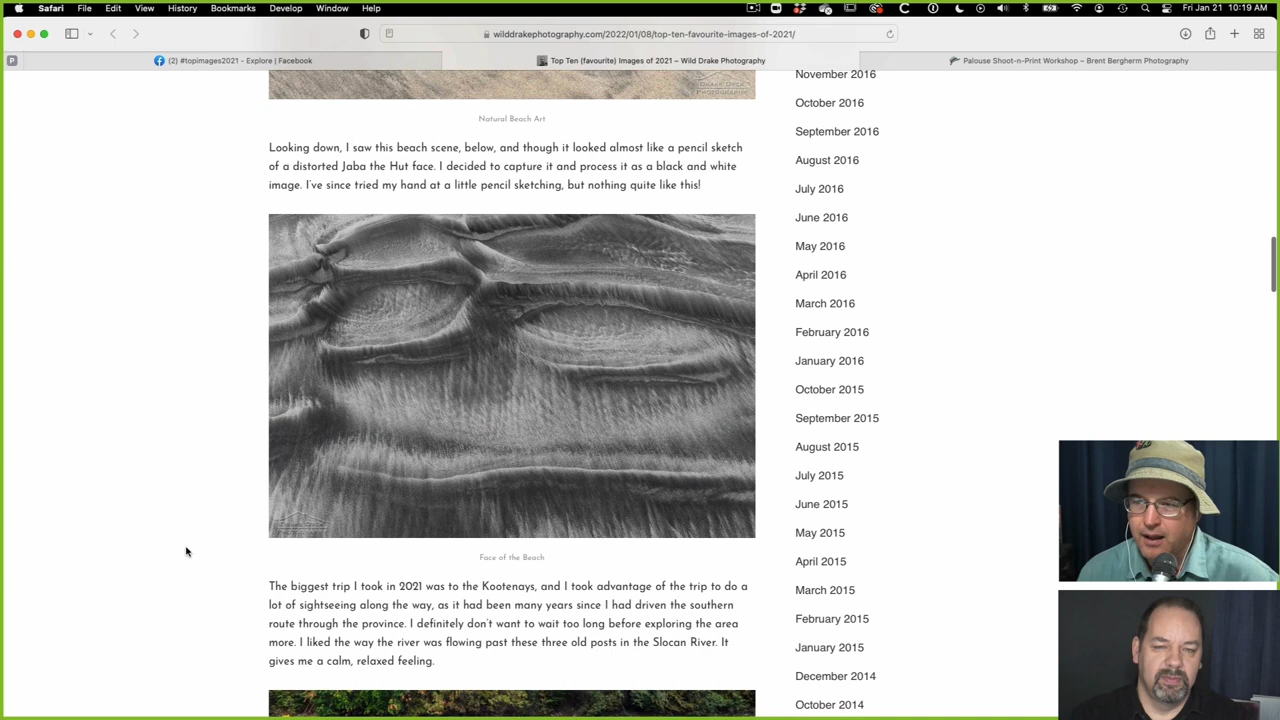 Safari File Edit View History Bookmarks Develop Window Help
Fri Jan 21 10:19 AM
wilddrakephotography.com/2022/01/08/top-ten-favourite-images-of-2021/
P
(2) #topimages2021 - Explore | Facebook
Top Ten (favourite) Images of 2021 – Wild Drake Photography
Palouse Shoot-n-Print Workshop – Brent Bergherm Photography
Natural Beach Art
Looking down, I saw this beach scene, below, and though it looked almost like a pencil sketch
of a distorted Jaba the Hut face. I decided to capture it and process it as a black and white
image. I've since tried my hand at a little pencil sketching, but nothing quite like this!
Face of the Beach
The biggest trip I took in 2021 was to the Kootenays, and I took advantage of the trip to do a
lot of sightseeing along the way, as it had been many years since I had driven the southern
route through the province. I definitely don't want to wait too long before exploring the area
more. I liked the way the river was flowing past these three old posts in the Slocan River. It
gives me a calm, relaxed feeling.
November 2016
October 2016
September 2016
August 2016
July 2016
June 2016
May 2016
April 2016
March 2016
February 2016
January 2016
October 2015
September 2015
August 2015
July 2015
June 2015
May 2015
April 2015
March 2015
February 2015
January 2015
December 2014
October 2014